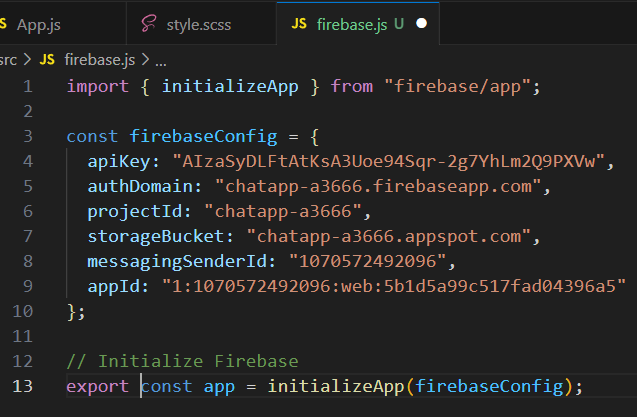 JS App.js style.scss JS firebase.js U
src > JS firebase.js > ...
1 import { initializeApp } from "firebase/app";
2
3 const firebaseConfig = {
4 apiKey: "AIzaSyDLFtAtKsA3Uoe94Sqr-2g7YhLm2Q9PXVw",
5 authDomain: "chatapp-a3666.firebaseapp.com",
6 projectId: "chatapp-a3666",
7 storageBucket: "chatapp-a3666.appspot.com",
8 messagingSenderId: "1070572492096",
9 appId: "1:1070572492096:web:5b1d5a99c517fad04396a5"
10 };
11
12 // Initialize Firebase
13 export const app = initializeApp(firebaseConfig);